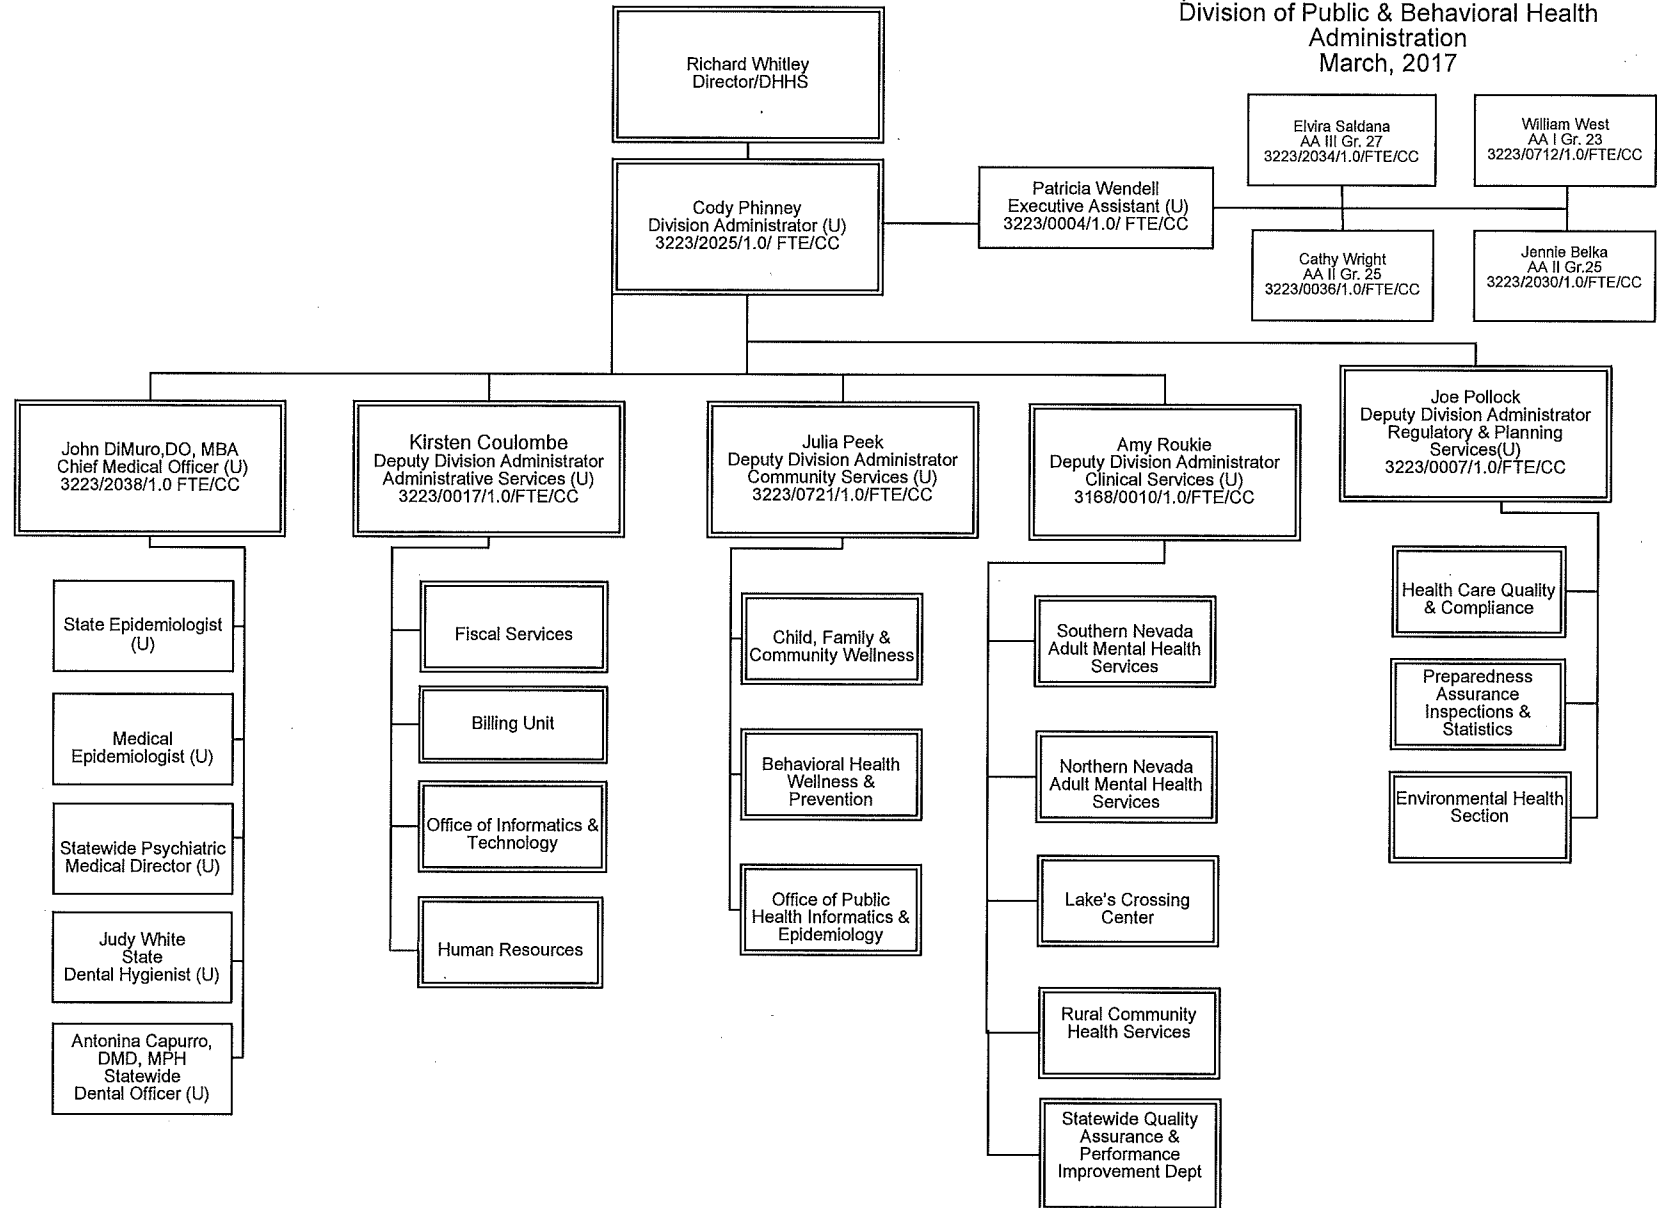 Division of Public & Behavioral Health
Administration
March, 2017
Richard Whitley
Director/DHHS
Cody Phinney
Division Administrator (U)
3223/2025/1.0/ FTE/CC
Patricia Wendell
Executive Assistant (U)
3223/0004/1.0/ FTE/CC
Elvira Saldana
AA III Gr. 27
3223/2034/1.0/FTE/CC
William West
AA I Gr. 23
3223/0712/1.0/FTE/CC
Cathy Wright
AA II Gr. 25
3223/0036/1.0/FTE/CC
Jennie Belka
AA II Gr.25
3223/2030/1.0/FTE/CC
John DiMuro,DO, MBA
Chief Medical Officer (U)
3223/2038/1.0 FTE/CC
State Epidemiologist
(U)
Medical
Epidemiologist (U)
Statewide Psychiatric
Medical Director (U)
Judy White
State
Dental Hygienist (U)
Antonina Capurro,
DMD, MPH
Statewide
Dental Officer (U)
Kirsten Coulombe
Deputy Division Administrator
Administrative Services (U)
3223/0017/1.0/FTE/CC
Fiscal Services
Billing Unit
Office of Informatics &
Technology
Human Resources
Julia Peek
Deputy Division Administrator
Community Services (U)
3223/0721/1.0/FTE/CC
Child, Family &
Community Wellness
Behavioral Health
Wellness &
Prevention
Office of Public
Health Informatics &
Epidemiology
Amy Roukie
Deputy Division Administrator
Clinical Services (U)
3168/0010/1.0/FTE/CC
Southern Nevada
Adult Mental Health
Services
Northern Nevada
Adult Mental Health
Services
Lake's Crossing
Center
Rural Community
Health Services
Statewide Quality
Assurance &
Performance
Improvement Dept
Joe Pollock
Deputy Division Administrator
Regulatory & Planning
Services(U)
3223/0007/1.0/FTE/CC
Health Care Quality
& Compliance
Preparedness
Assurance
Inspections &
Statistics
Environmental Health
Section